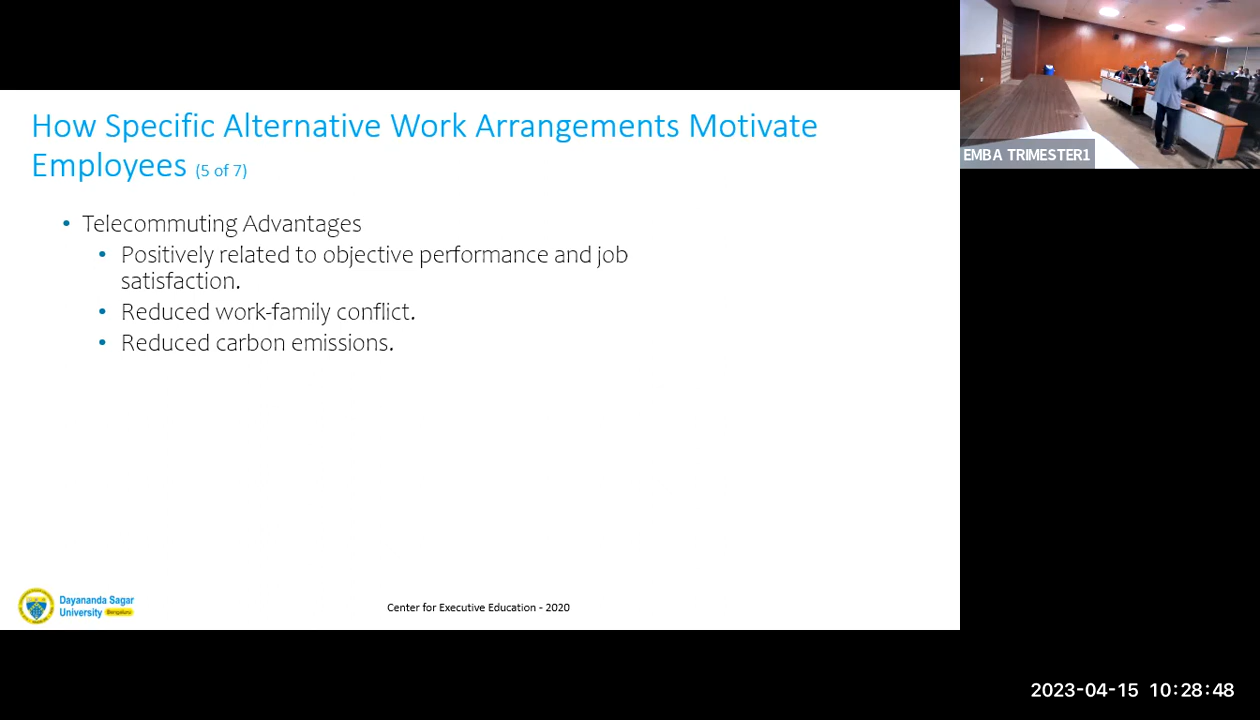 How Specific Alternative Work Arrangements Motivate
Employees (5 of 7)
• Telecommuting Advantages
• Positively related to objective performance and job
satisfaction.
• Reduced work-family conflict.
• Reduced carbon emissions.
Dayananda Sagar
University Bengaluru
Center for Executive Education - 2020
EMBA TRIMESTER1
2023-04-15 10:28:48